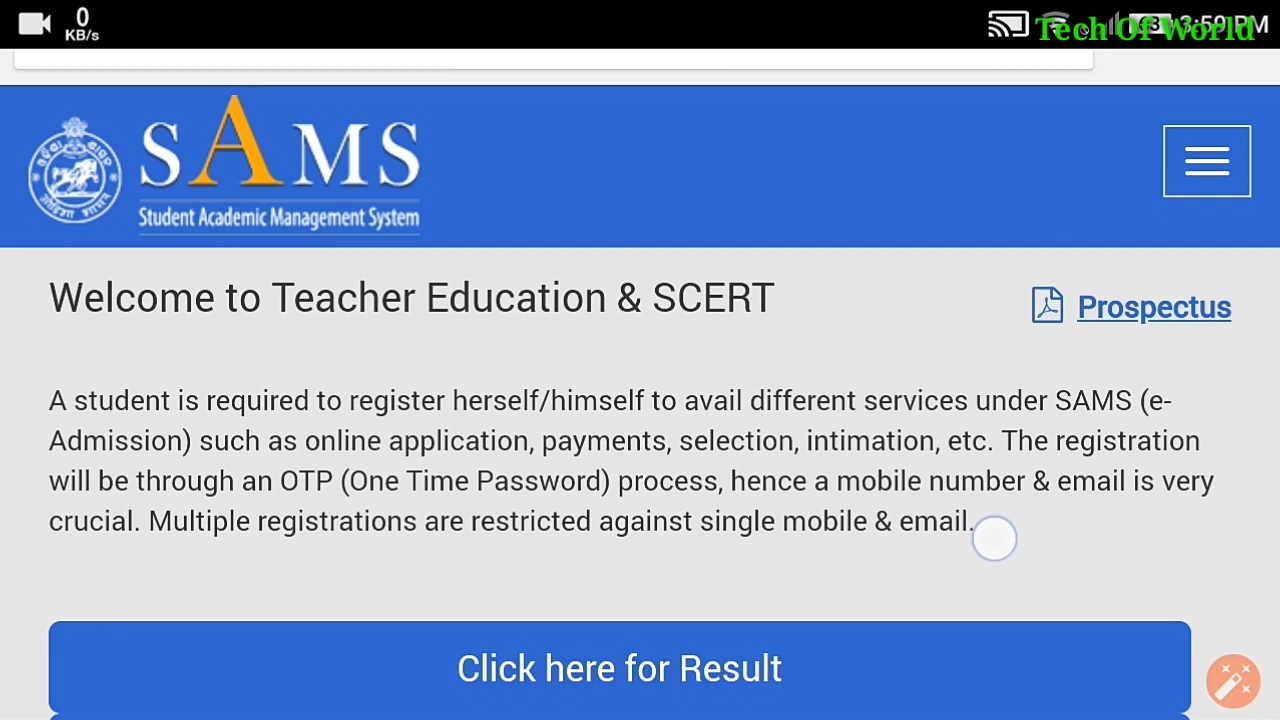 0
KB/s
3:59 PM
Tech Of World
SAMS
Student Academic Management System
Welcome to Teacher Education & SCERT
Prospectus
A student is required to register herself/himself to avail different services under SAMS (e-
Admission) such as online application, payments, selection, intimation, etc. The registration
will be through an OTP (One Time Password) process, hence a mobile number & email is very
crucial. Multiple registrations are restricted against single mobile & email.
Click here for Result